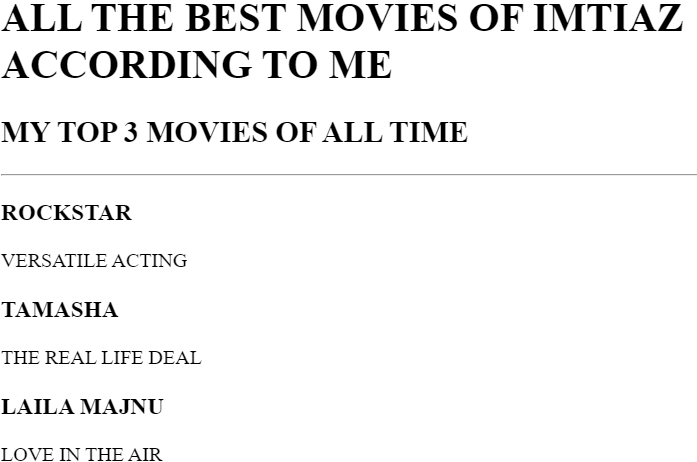 ALL THE BEST MOVIES OF IMTIAZ
ACCORDING TO ME
MY TOP 3 MOVIES OF ALL TIME
ROCKSTAR
VERSATILE ACTING
TAMASHA
THE REAL LIFE DEAL
LAILA MAJNU
LOVE IN THE AIR